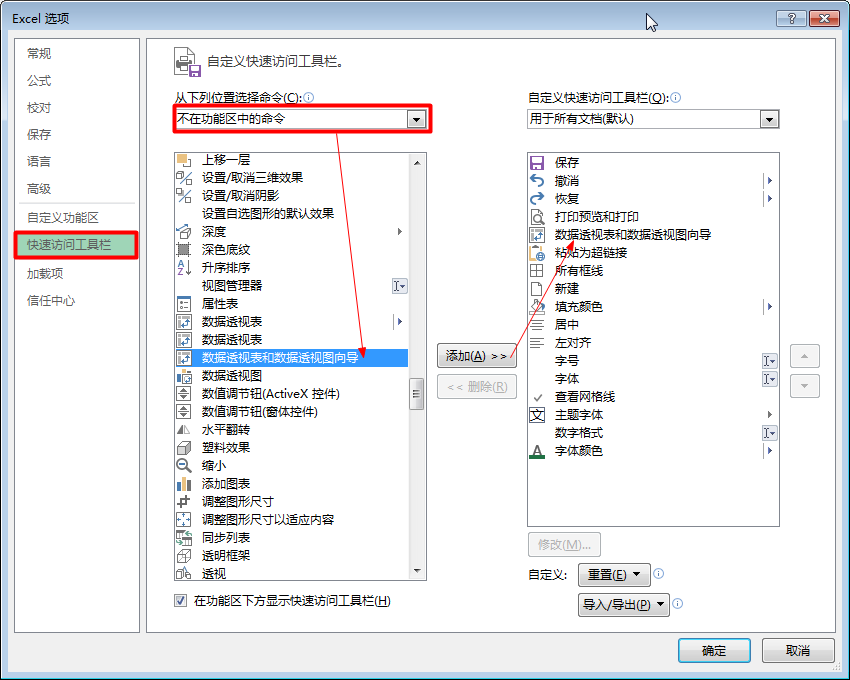 Excel 选项
常规
公式
校对
保存
语言
高级
自定义功能区
快速访问工具栏
加载项
信任中心
自定义快速访问工具栏。
从下列位置选择命令(C):
不在功能区中的命令
上移一层
设置/取消三维效果
设置/取消阴影
设置自选图形的默认效果
深度
深色底纹
升序排序
视图管理器
属性表
数据透视表
数据透视表
数据透视表和数据透视图向导
数据透视图
数值调节钮(ActiveX 控件)
数值调节钮(窗体控件)
水平翻转
塑料效果
缩小
添加图表
调整图形尺寸
调整图形尺寸以适应内容
同步列表
透明框架
透视
在功能区下方显示快速访问工具栏(H)
添加(A) >>
<< 删除(R)
自定义快速访问工具栏(Q):
用于所有文档(默认)
保存
撤消
恢复
打印预览和打印
数据透视表和数据透视图向导
粘贴为超链接
所有框线
新建
填充颜色
居中
左对齐
字号
字体
查看网格线
主题字体
数字格式
字体颜色
修改(M)...
自定义:
重置(E)
导入/导出(P)
确定
取消